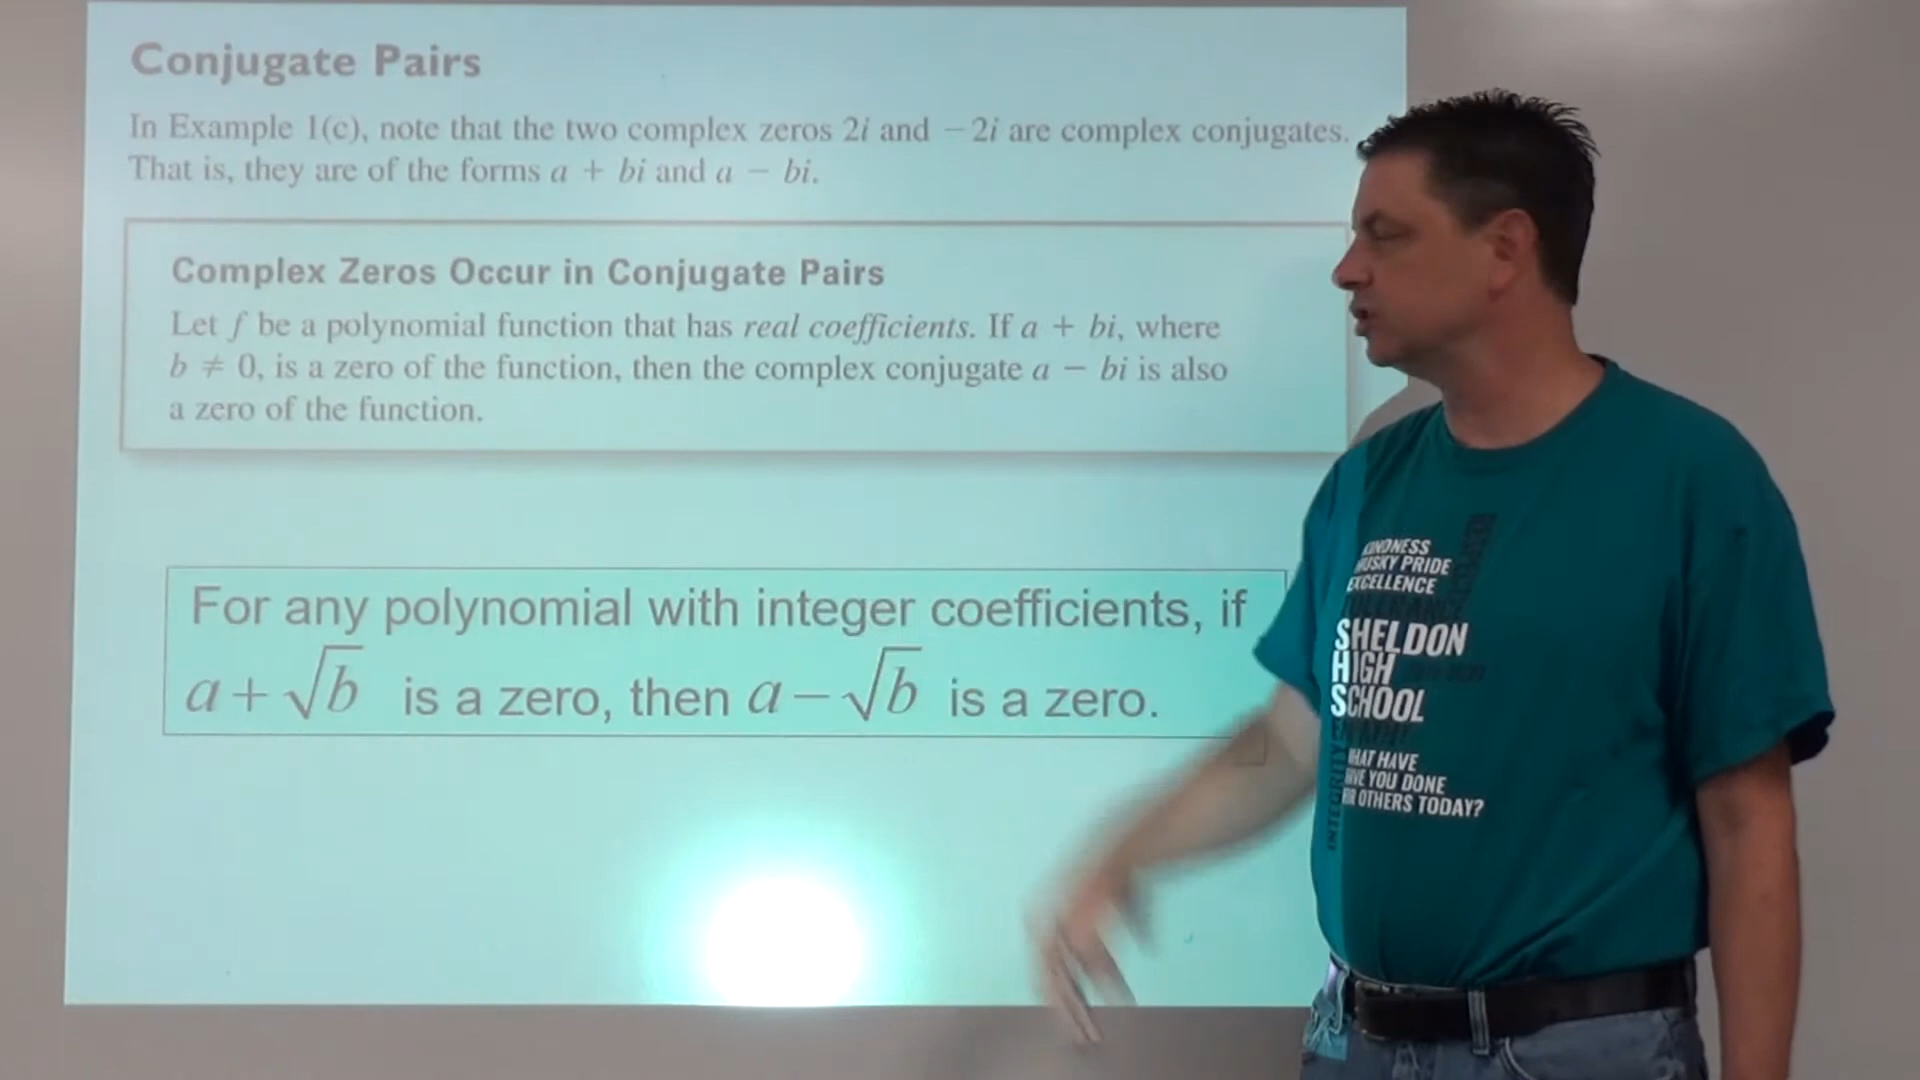 Conjugate Pairs
In Example 1(c), note that the two complex zeros 2i and −2i are complex conjugates.
That is, they are of the forms a + bi and a − bi.
Complex Zeros Occur in Conjugate Pairs
Let f be a polynomial function that has real coefficients. If a + bi, where
b ≠ 0, is a zero of the function, then the complex conjugate a − bi is also
a zero of the function.
For any polynomial with integer coefficients, if
a + √b is a zero, then a − √b is a zero.
KINDNESS
HUSKY PRIDE
EXCELLENCE
SHELDON
HIGH
SCHOOL
INTEGRITY
WHAT HAVE
HAVE YOU DONE
FOR OTHERS TODAY?